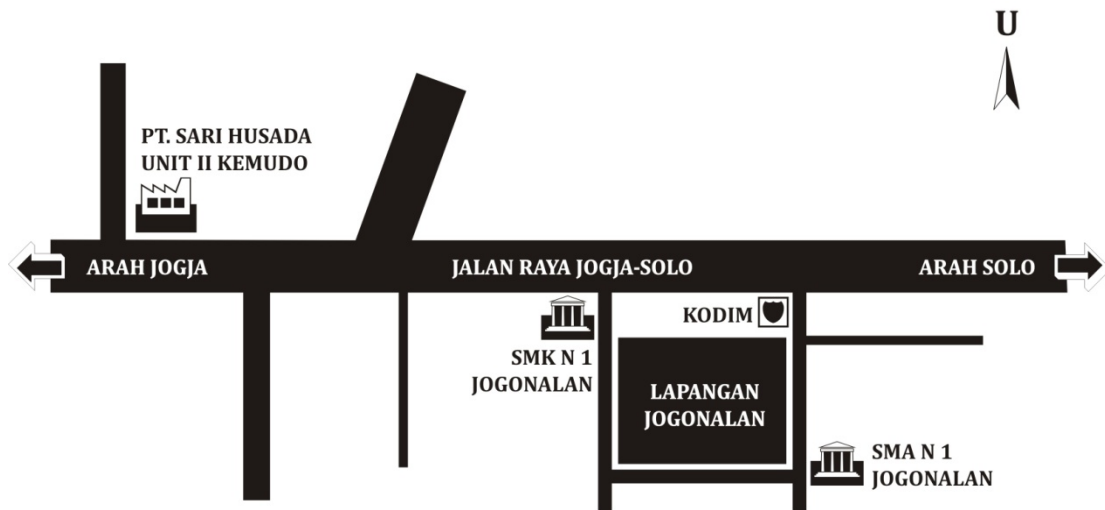 U
PT. SARI HUSADA
UNIT II KEMUDO
ARAH JOGJA
JALAN RAYA JOGJA-SOLO
ARAH SOLO
KODIM
SMK N 1
JOGONALAN
LAPANGAN
JOGONALAN
SMA N 1
JOGONALAN